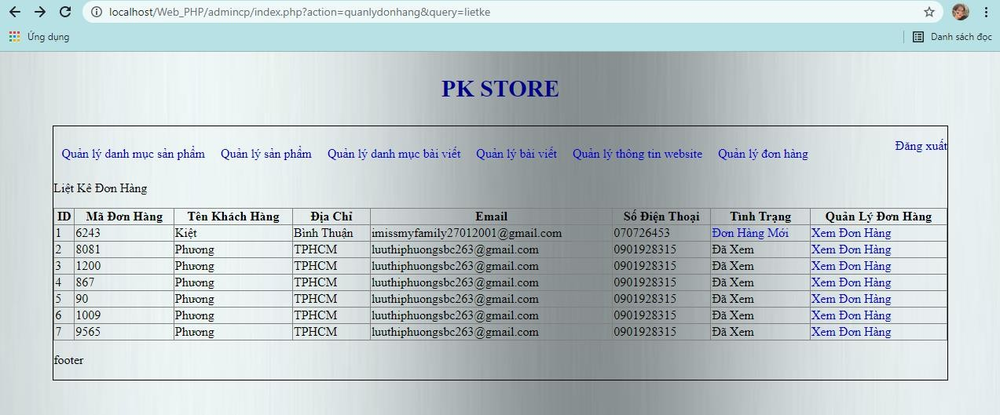 localhost/Web_PHP/admincp/index.php?action=quanlydonhang&query=lietke
Ứng dụng Danh sách đọc
PK STORE
Quản lý danh mục sản phẩm Quản lý sản phẩm Quản lý danh mục bài viết Quản lý bài viết Quản lý thông tin website Quản lý đơn hàng Đăng xuất
Liệt Kê Đơn Hàng
ID Mã Đơn Hàng Tên Khách Hàng Địa Chỉ Email Số Điện Thoại Tình Trạng Quản Lý Đơn Hàng
1 6243 Kiệt Bình Thuận imissmyfamily27012001@gmail.com 070726453 Đơn Hàng Mới Xem Đơn Hàng
2 8081 Phương TPHCM luuthiphuongsbc263@gmail.com 0901928315 Đã Xem Xem Đơn Hàng
3 1200 Phương TPHCM luuthiphuongsbc263@gmail.com 0901928315 Đã Xem Xem Đơn Hàng
4 867 Phương TPHCM luuthiphuongsbc263@gmail.com 0901928315 Đã Xem Xem Đơn Hàng
5 90 Phương TPHCM luuthiphuongsbc263@gmail.com 0901928315 Đã Xem Xem Đơn Hàng
6 1009 Phương TPHCM luuthiphuongsbc263@gmail.com 0901928315 Đã Xem Xem Đơn Hàng
7 9565 Phương TPHCM luuthiphuongsbc263@gmail.com 0901928315 Đã Xem Xem Đơn Hàng
footer